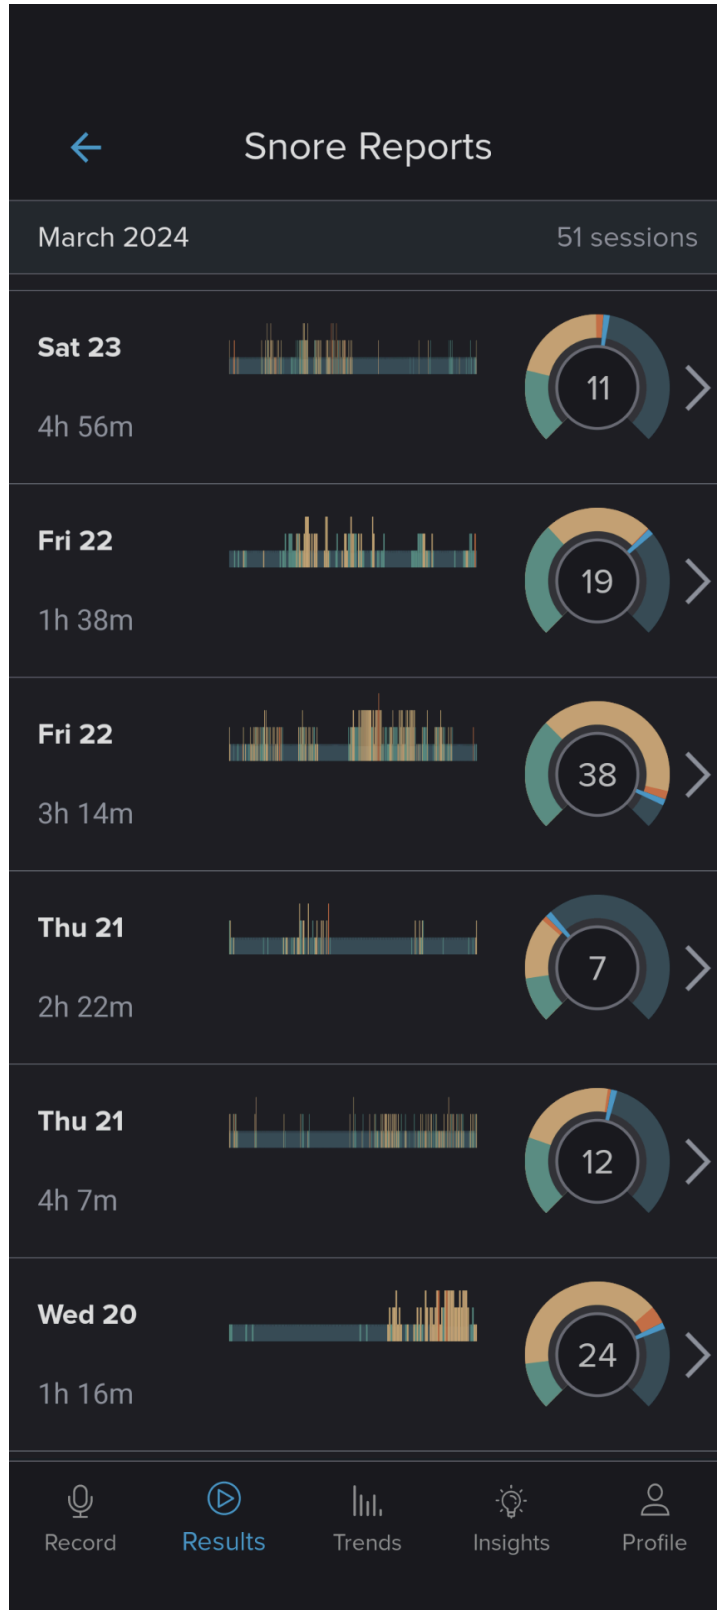 Snore Reports
March 2024 51 sessions
Sat 23
11
4h 56m
Fri 22
19
1h 38m
Fri 22
38
3h 14m
Thu 21
7
2h 22m
Thu 21
12
4h 7m
Wed 20
24
1h 16m
Record Results Trends Insights Profile